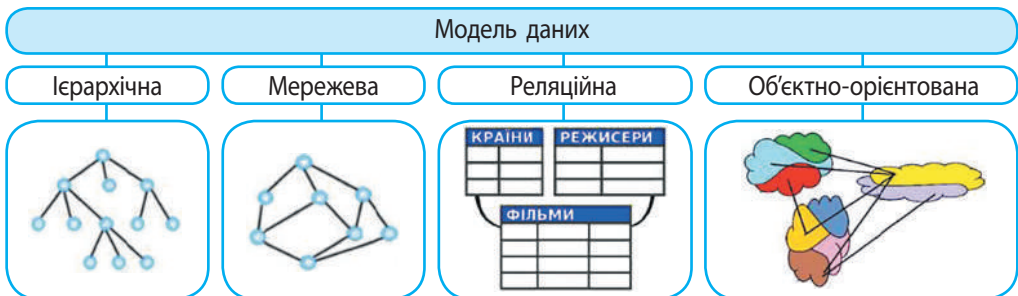 Модель даних
Ієрархічна
Мережева
Реляційна
Об'єктно-орієнтована
КРАЇНИ
РЕЖИСЕРИ
ФІЛЬМИ